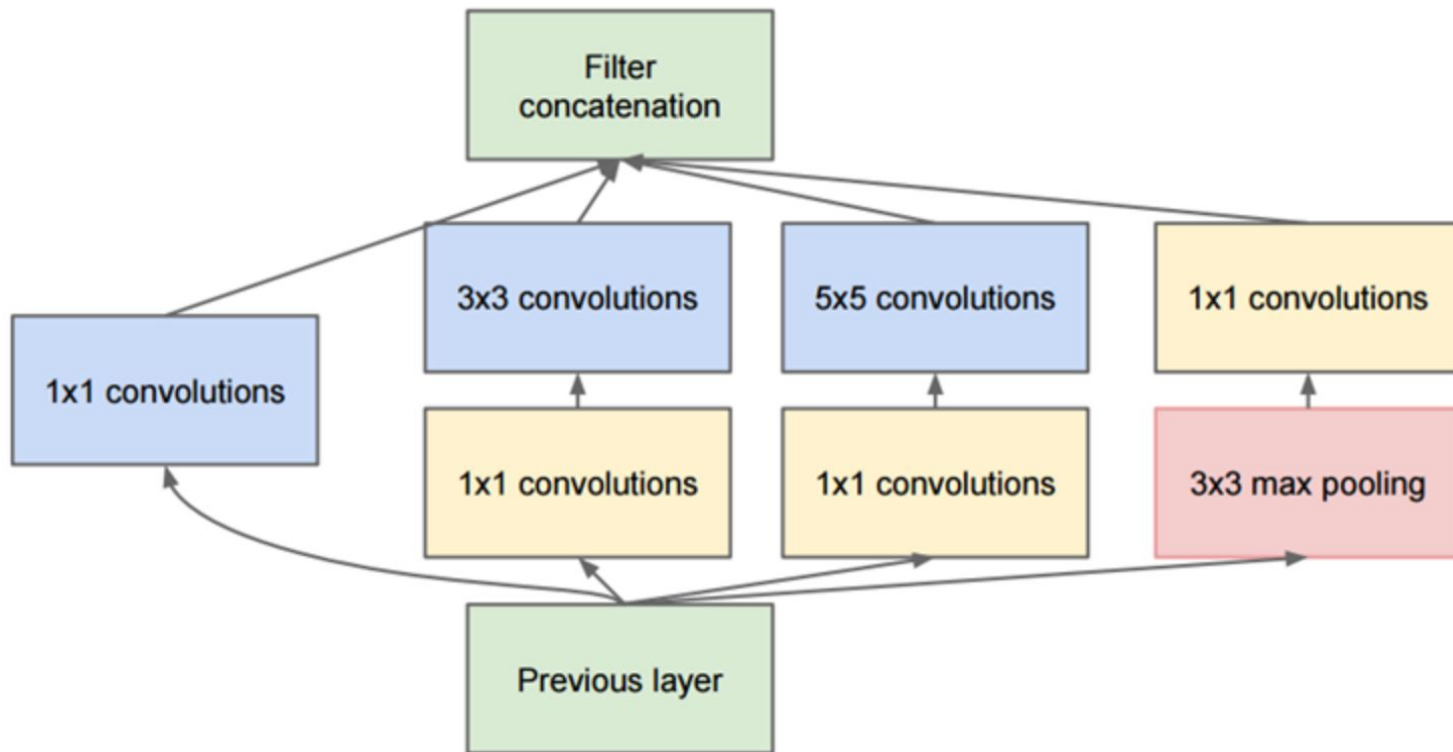 Filter
concatenation
3x3 convolutions
5x5 convolutions
1x1 convolutions
1x1 convolutions
1x1 convolutions
1x1 convolutions
3x3 max pooling
Previous layer